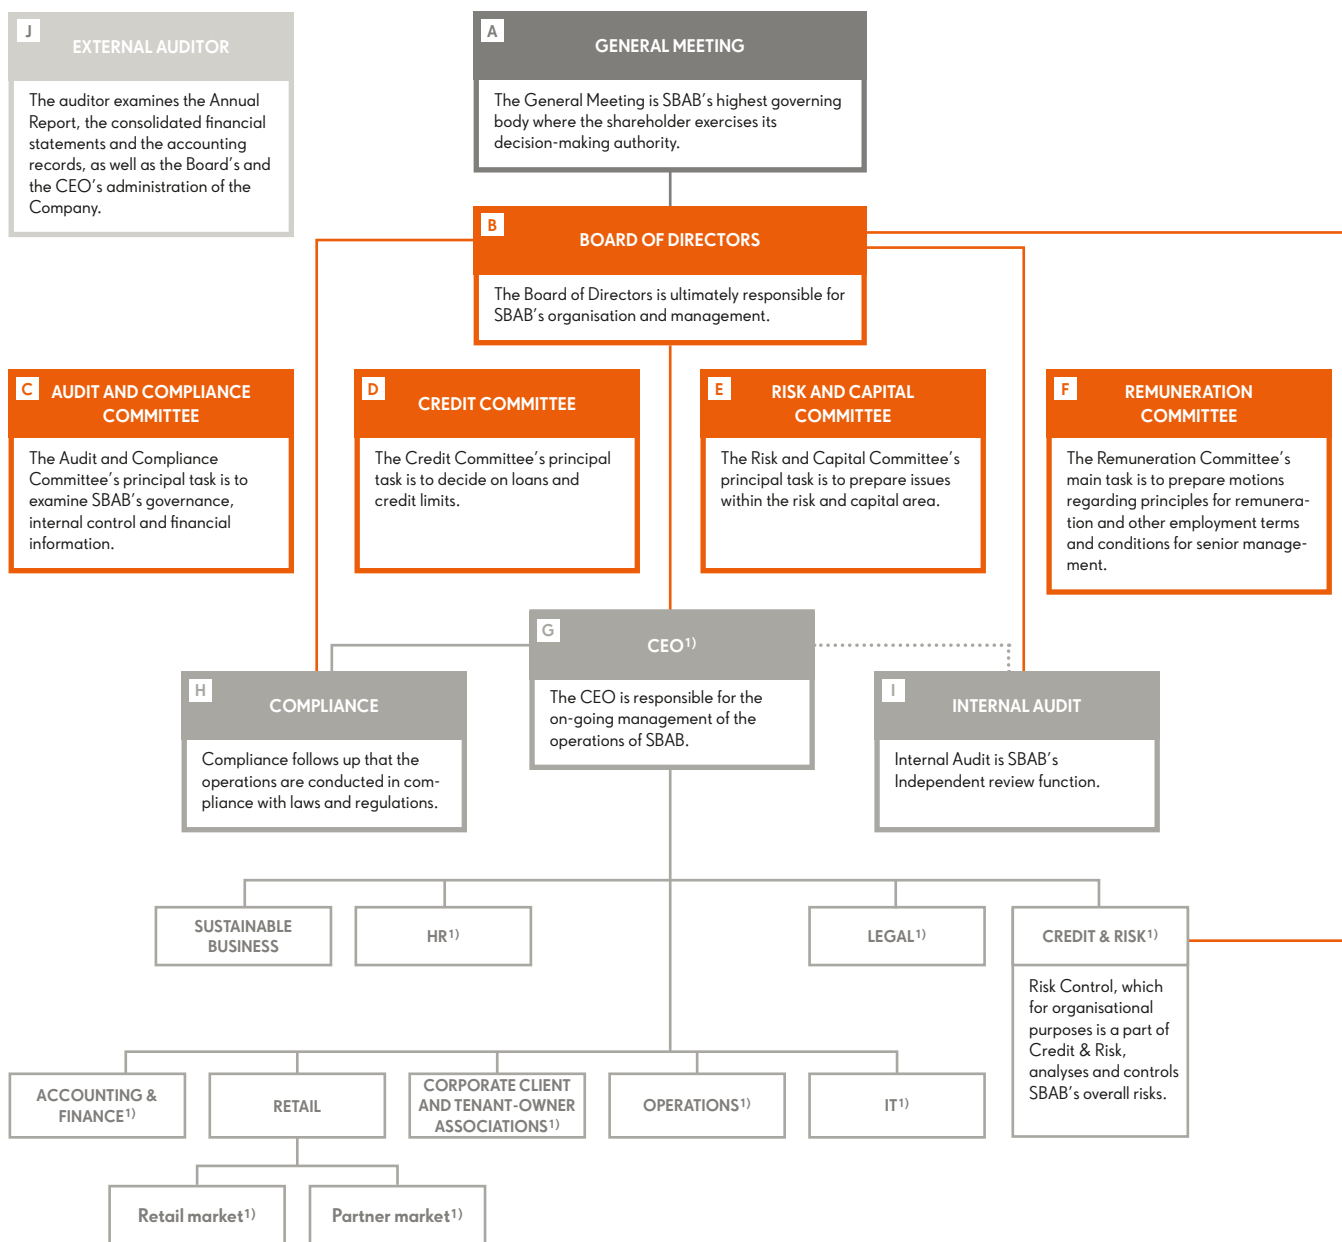 J
EXTERNAL AUDITOR
The auditor examines the Annual
Report, the consolidated financial
statements and the accounting
records, as well as the Board's and
the CEO's administration of the
Company.
A
GENERAL MEETING
The General Meeting is SBAB's highest governing
body where the shareholder exercises its
decision-making authority.
B
BOARD OF DIRECTORS
The Board of Directors is ultimately responsible for
SBAB's organisation and management.
C
AUDIT AND COMPLIANCE
COMMITTEE
The Audit and Compliance
Committee's principal task is to
examine SBAB's governance,
internal control and financial
information.
D
CREDIT COMMITTEE
The Credit Committee's principal
task is to decide on loans and
credit limits.
E
RISK AND CAPITAL
COMMITTEE
The Risk and Capital Committee's
principal task is to prepare issues
within the risk and capital area.
F
REMUNERATION
COMMITTEE
The Remuneration Committee's
main task is to prepare motions
regarding principles for remunera-
tion and other employment terms
and conditions for senior manage-
ment.
G
CEO1)
The CEO is responsible for the
on-going management of the
operations of SBAB.
H
COMPLIANCE
Compliance follows up that the
operations are conducted in com-
pliance with laws and regulations.
I
INTERNAL AUDIT
Internal Audit is SBAB's
Independent review function.
SUSTAINABLE
BUSINESS
HR1)
LEGAL1)
CREDIT & RISK1)
Risk Control, which
for organisational
purposes is a part of
Credit & Risk,
analyses and controls
SBAB's overall risks.
ACCOUNTING &
FINANCE1)
RETAIL
CORPORATE CLIENT
AND TENANT-OWNER
ASSOCIATIONS1)
OPERATIONS1)
IT1)
Retail market1)
Partner market1)